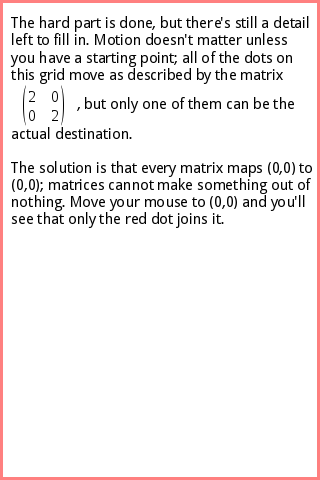 The hard part is done, but there's still a detail
left to fill in. Motion doesn't matter unless
you have a starting point; all of the dots on
this grid move as described by the matrix
(2 0
0 2) , but only one of them can be the
actual destination.
The solution is that every matrix maps (0,0) to
(0,0); matrices cannot make something out of
nothing. Move your mouse to (0,0) and you'll
see that only the red dot joins it.